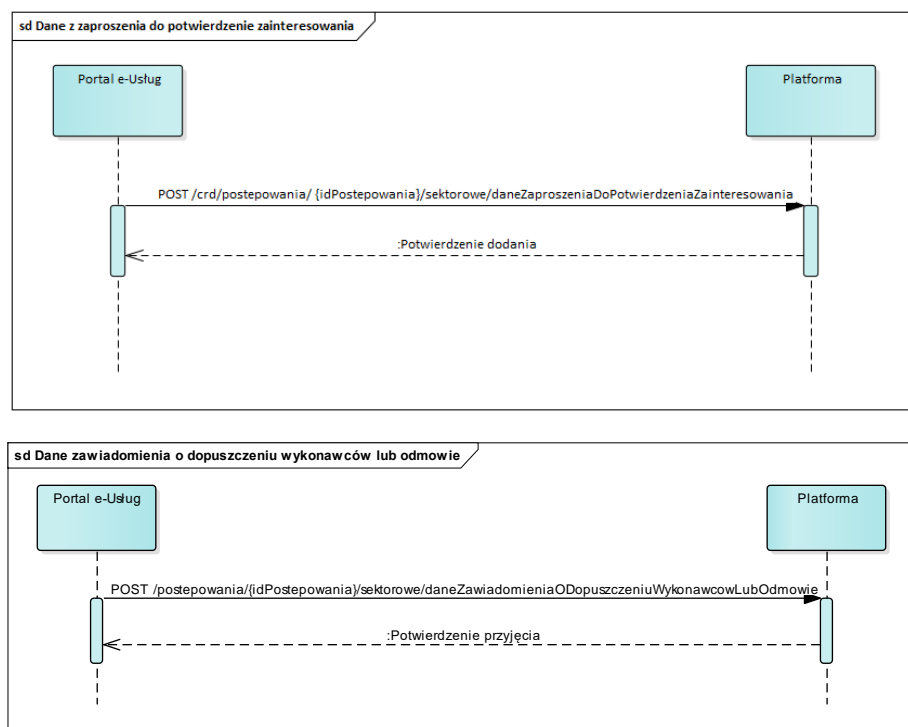 sd Dane z zaproszenia do potwierdzenie zainteresowania
Portal e-Usług
Platforma
POST /crd/postepowania/ {idPostepowania}/sektorowe/daneZaproszeniaDoPotwierdzeniaZainteresowania
:Potwierdzenie dodania
sd Dane zawiadomienia o dopuszczeniu wykonawców lub odmowie
Portal e-Usług
Platforma
POST /postepowania/{idPostepowania}/sektorowe/daneZawiadomieniaODopuszczeniuWykonawcowLubOdmowie
:Potwierdzenie przyjęcia